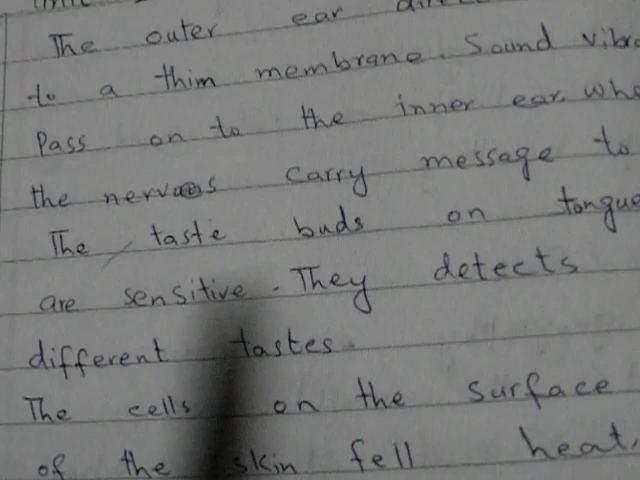 The outer ear
to a thim membrane. Sound
Pass on to the inner ear.
the nerves carry message to
The taste buds on tongue
are sensitive. They detects
different tastes.
The cells on the surface
of the skin fell heat,